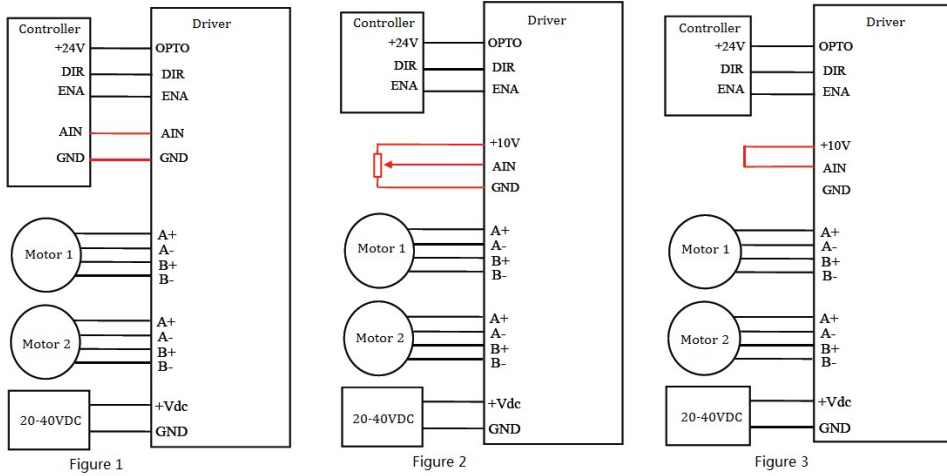 Controller
+24V
DIR
ENA
AIN
GND
Driver
OPTO
DIR
ENA
AIN
GND
Motor 1
A+
A-
B+
B-
Motor 2
A+
A-
B+
B-
20-40VDC
+Vdc
GND
Figure 1
Controller
+24V
DIR
ENA
Driver
OPTO
DIR
ENA
+10V
AIN
GND
Motor 1
A+
A-
B+
B-
Motor 2
A+
A-
B+
B-
20-40VDC
+Vdc
GND
Figure 2
Controller
+24V
DIR
ENA
Driver
OPTO
DIR
ENA
+10V
AIN
GND
Motor 1
A+
A-
B+
B-
Motor 2
A+
A-
B+
B-
20-40VDC
+Vdc
GND
Figure 3